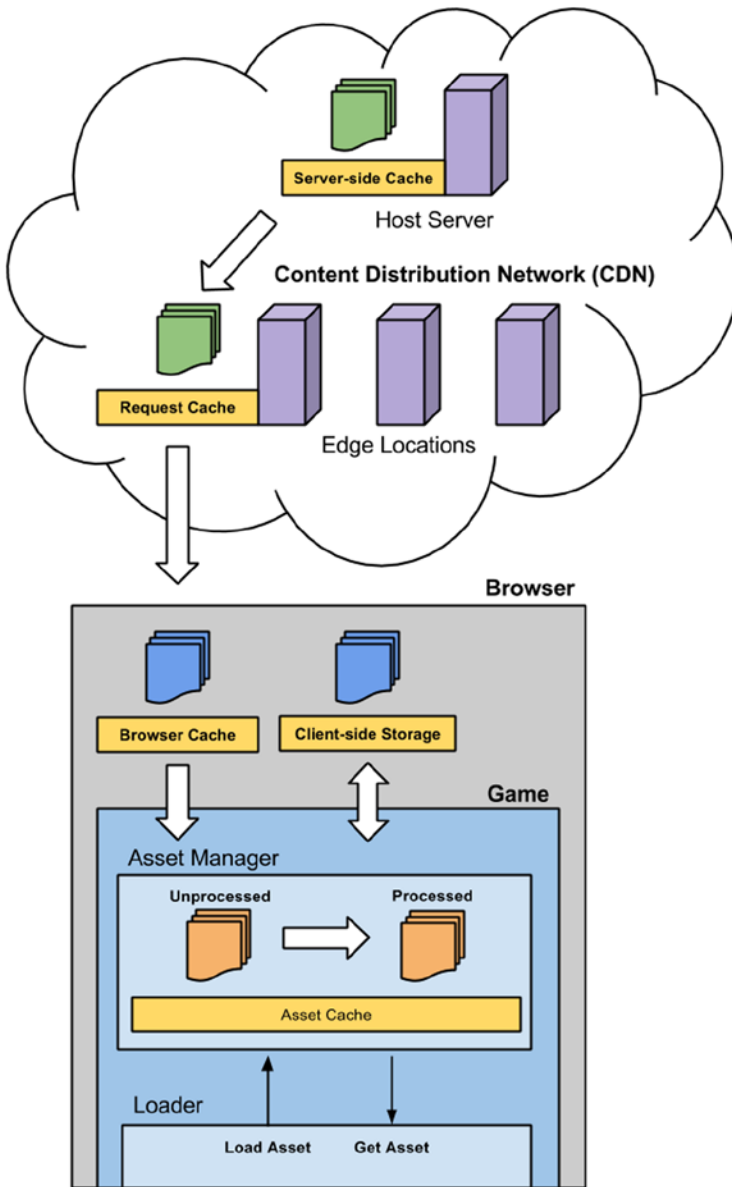 Server-side Cache
Host Server
Content Distribution Network (CDN)
Request Cache
Edge Locations
Browser
Browser Cache
Client-side Storage
Game
Asset Manager
Unprocessed
Processed
Asset Cache
Loader
Load Asset
Get Asset